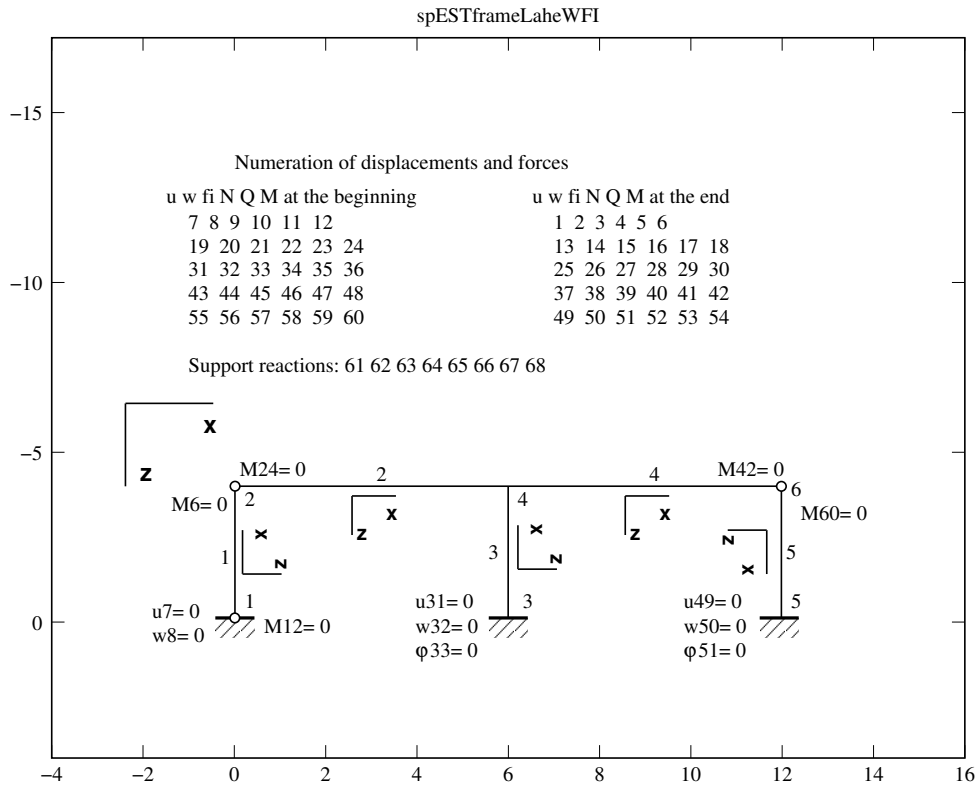 spESTframeLaheWFI
−15
Numeration of displacements and forces
u w fi N Q M at the beginning u w fi N Q M at the end
7 8 9 10 11 12 1 2 3 4 5 6
19 20 21 22 23 24 13 14 15 16 17 18
−10 31 32 33 34 35 36 25 26 27 28 29 30
43 44 45 46 47 48 37 38 39 40 41 42
55 56 57 58 59 60 49 50 51 52 53 54
Support reactions: 61 62 63 64 65 66 67 68
x
z
−5 M24= 0 2 4 M42= 0
M6= 0 2 4 6
x x M60= 0
z z
x x z
1 z 3 z 5
x
1 3 5
u7= 0 u31= 0 u49= 0
0 w8= 0 M12= 0 w32= 0 w50= 0
φ33= 0 φ51= 0
−4 −2 0 2 4 6 8 10 12 14 16